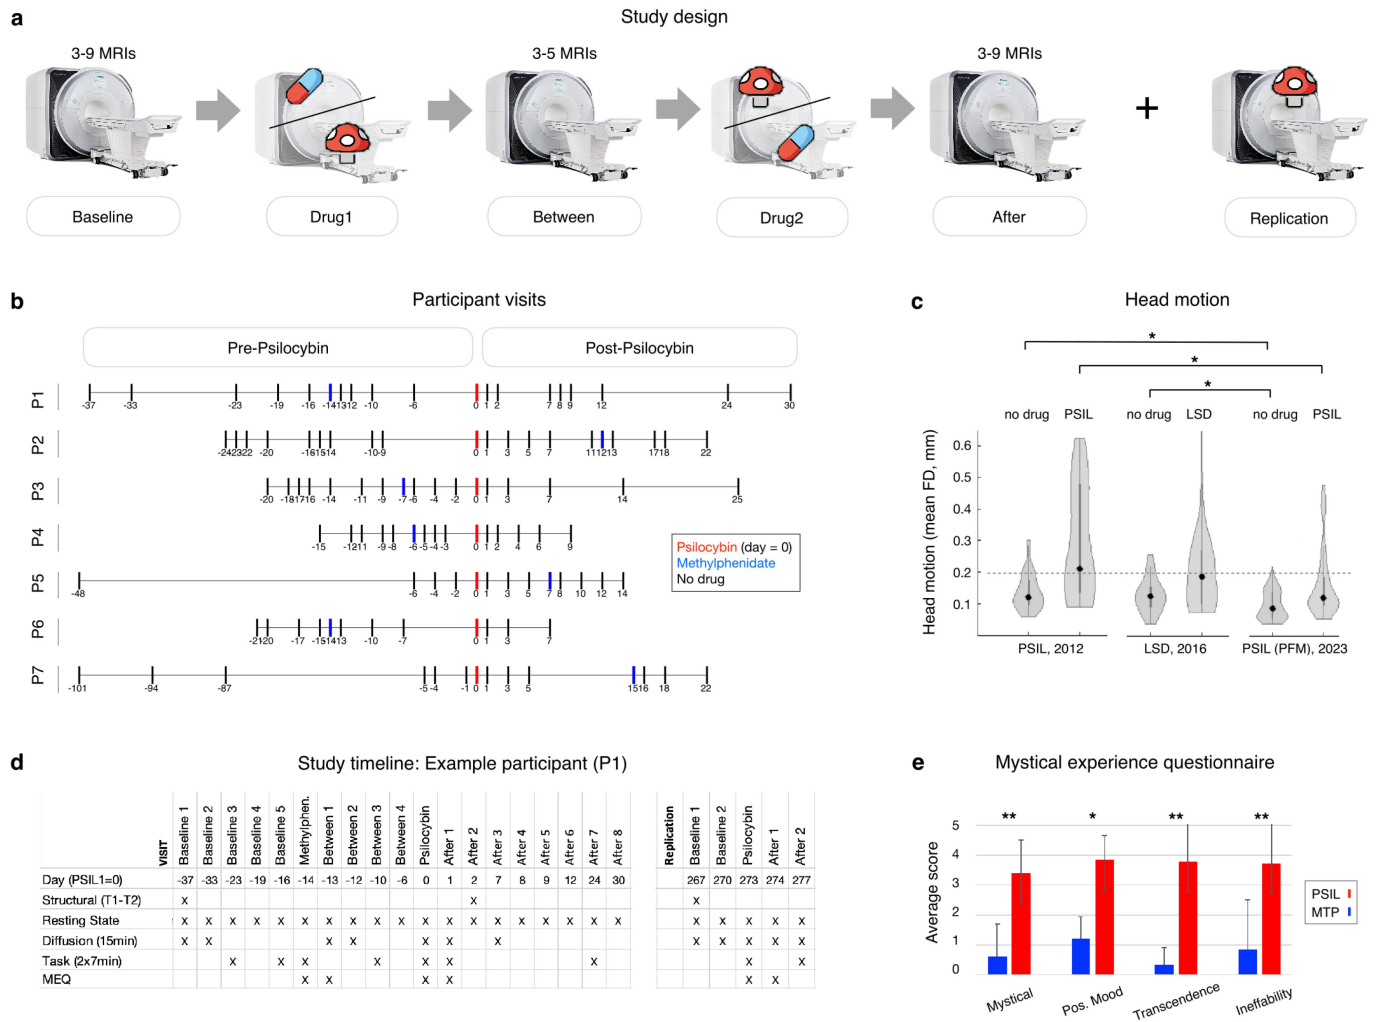 a
Study design
3-9 MRIs
3-5 MRIs
3-9 MRIs
+
Baseline
Drug1
Between
Drug2
After
Replication
b
Participant visits
Pre-Psilocybin
Post-Psilocybin
P1
-37 -33 -23 -19 -16 -14 -13 -12 -10 -6 0 1 2 7 8 9 12 24 30
P2
-24 -23 -22 -20 -16 -15 -14 -10 -9 0 1 3 5 7 11 12 13 17 18 22
P3
-20 -18 -17 -16 -14 -11 -9 -7 -6 -4 -2 0 1 3 7 14 25
P4
-15 -12 -11 -9 -8 -6 -5 -4 -3 0 1 2 4 6 9
P5
-48 -6 -4 -2 0 1 3 5 7 8 10 12 14
P6
-21 -20 -17 -15 -14 -13 -10 -7 0 1 3 7
P7
-101 -94 -87 -5 -4 -1 0 1 3 5 15 16 18 22
Psilocybin (day = 0)
Methylphenidate
No drug
c
Head motion
*
*
*
no drug PSIL no drug LSD no drug PSIL
Head motion (mean FD, mm)
0.6
0.5
0.4
0.3
0.2
0.1
PSIL, 2012 LSD, 2016 PSIL (PFM), 2023
d
Study timeline: Example participant (P1)
VISIT Baseline 1 Baseline 2 Baseline 3 Baseline 4 Baseline 5 Methylphen. Between 1 Between 2 Between 3 Between 4 Psilocybin After 1 After 2 After 3 After 4 After 5 After 6 After 7 After 8 Replication Baseline 1 Baseline 2 Psilocybin After 1 After 2
Day (PSIL1=0) -37 -33 -23 -19 -16 -14 -13 -12 -10 -6 0 1 2 7 8 9 12 24 30 267 270 273 274 277
Structural (T1-T2) X X X
Resting State X X X X X X X X X X X X X X X X X X X X X X X X
Diffusion (15min) X X X X X X X X X X X X
Task (2x7min) X X X X X X X X X
MEQ X X X X X X
e
Mystical experience questionnaire
** * ** **
Average score
5
4
3
2
1
0
Mystical Pos. Mood Transcendence Ineffability
PSIL
MTP